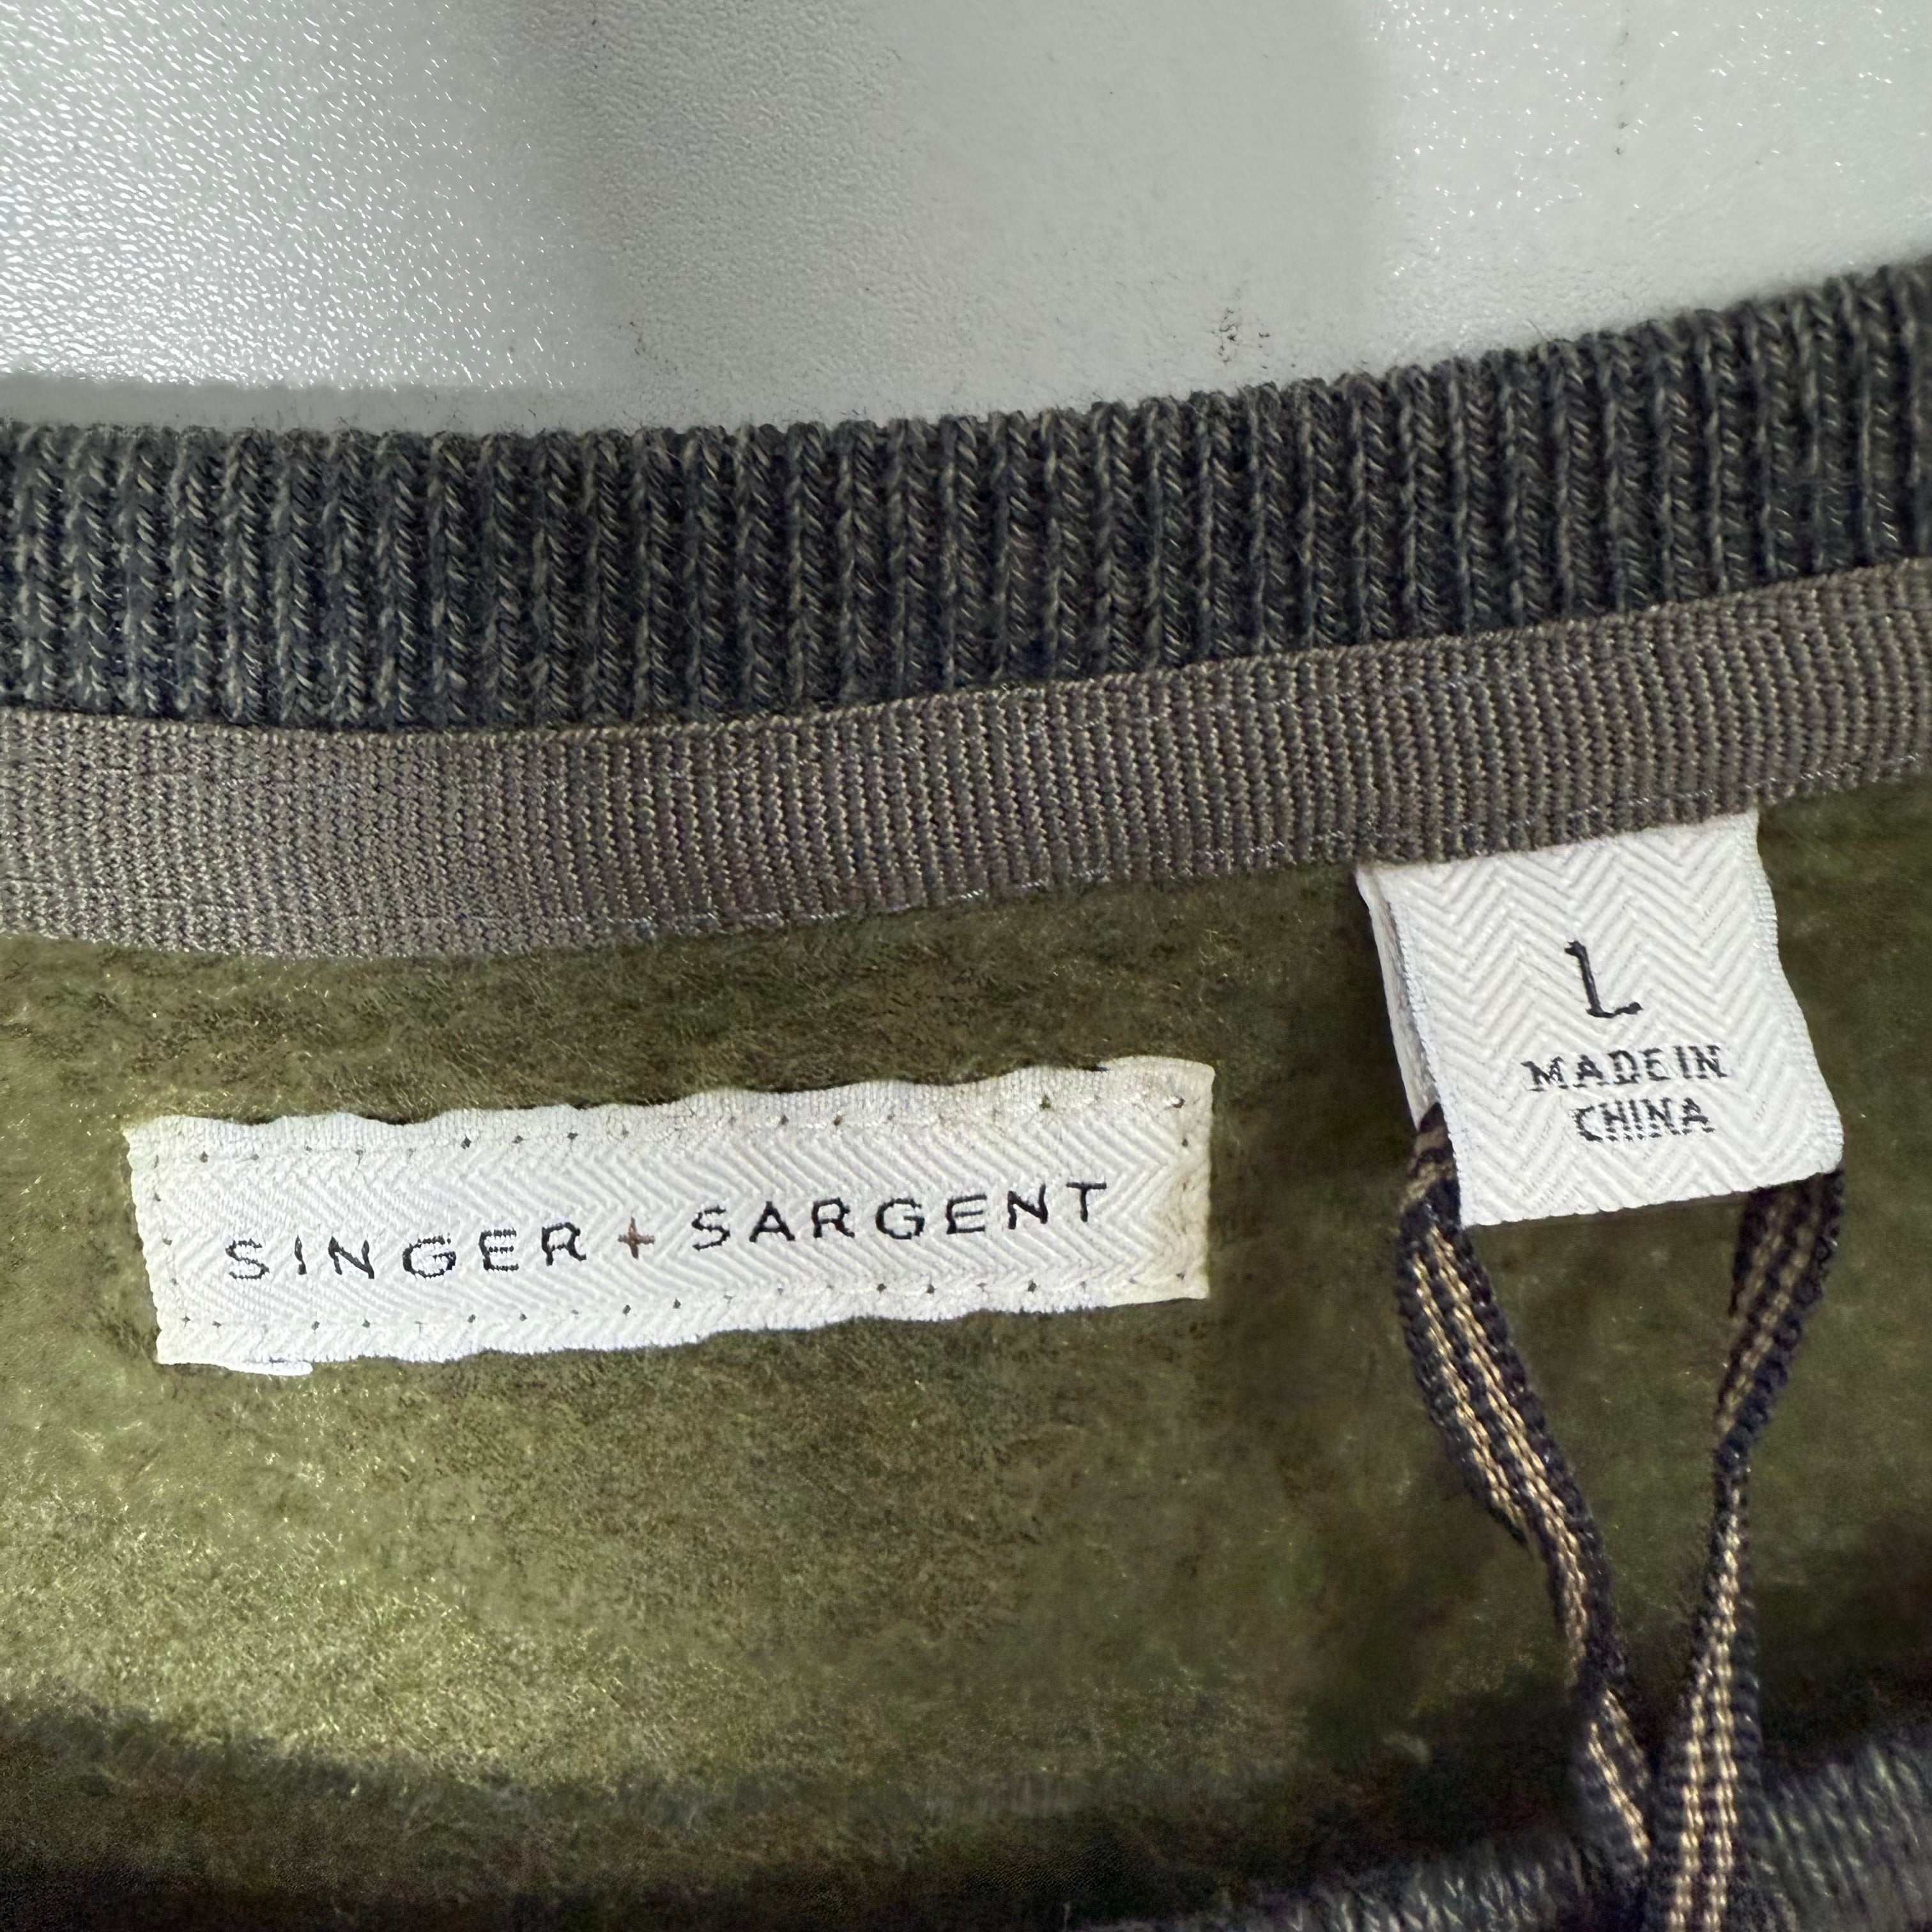 SINGER + SARGENT
L
MADE IN
CHINA